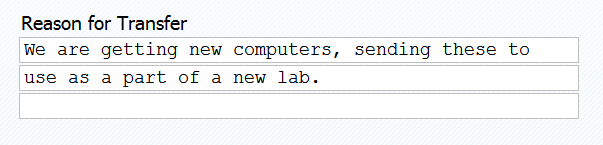 Reason for Transfer
We are getting new computers, sending these to
use as a part of a new lab.